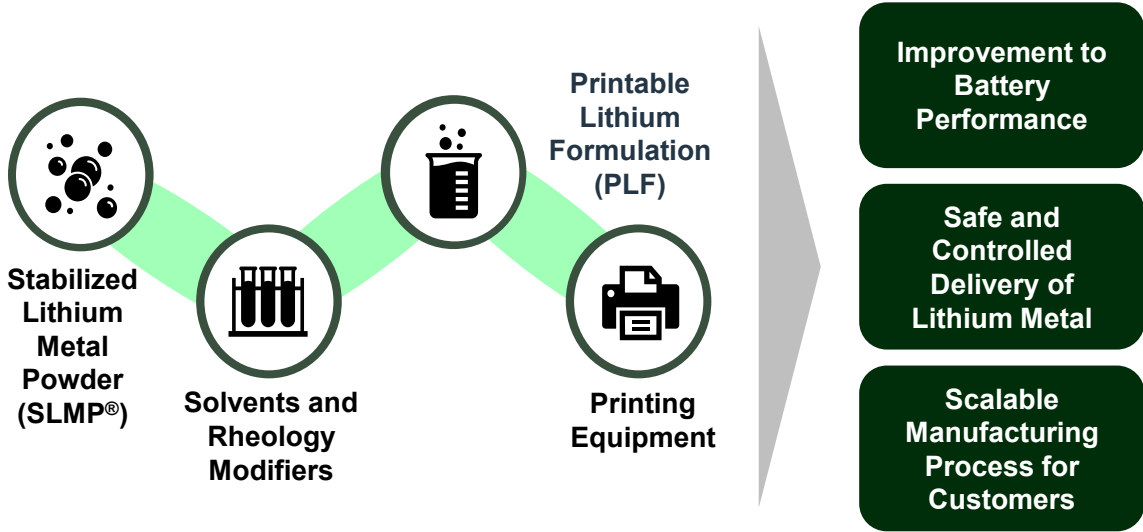 Stabilized
Lithium
Metal
Powder
(SLMP®)
Solvents and
Rheology
Modifiers
Printable
Lithium
Formulation
(PLF)
Printing
Equipment
Improvement to
Battery
Performance
Safe and
Controlled
Delivery of
Lithium Metal
Scalable
Manufacturing
Process for
Customers